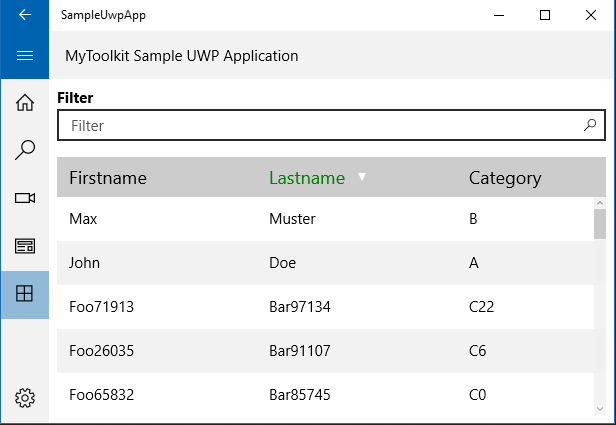 SampleUwpApp
MyToolkit Sample UWP Application
Filter
Filter
Firstname Lastname Category
Max Muster B
John Doe A
Foo71913 Bar97134 C22
Foo26035 Bar91107 C6
Foo65832 Bar85745 C0